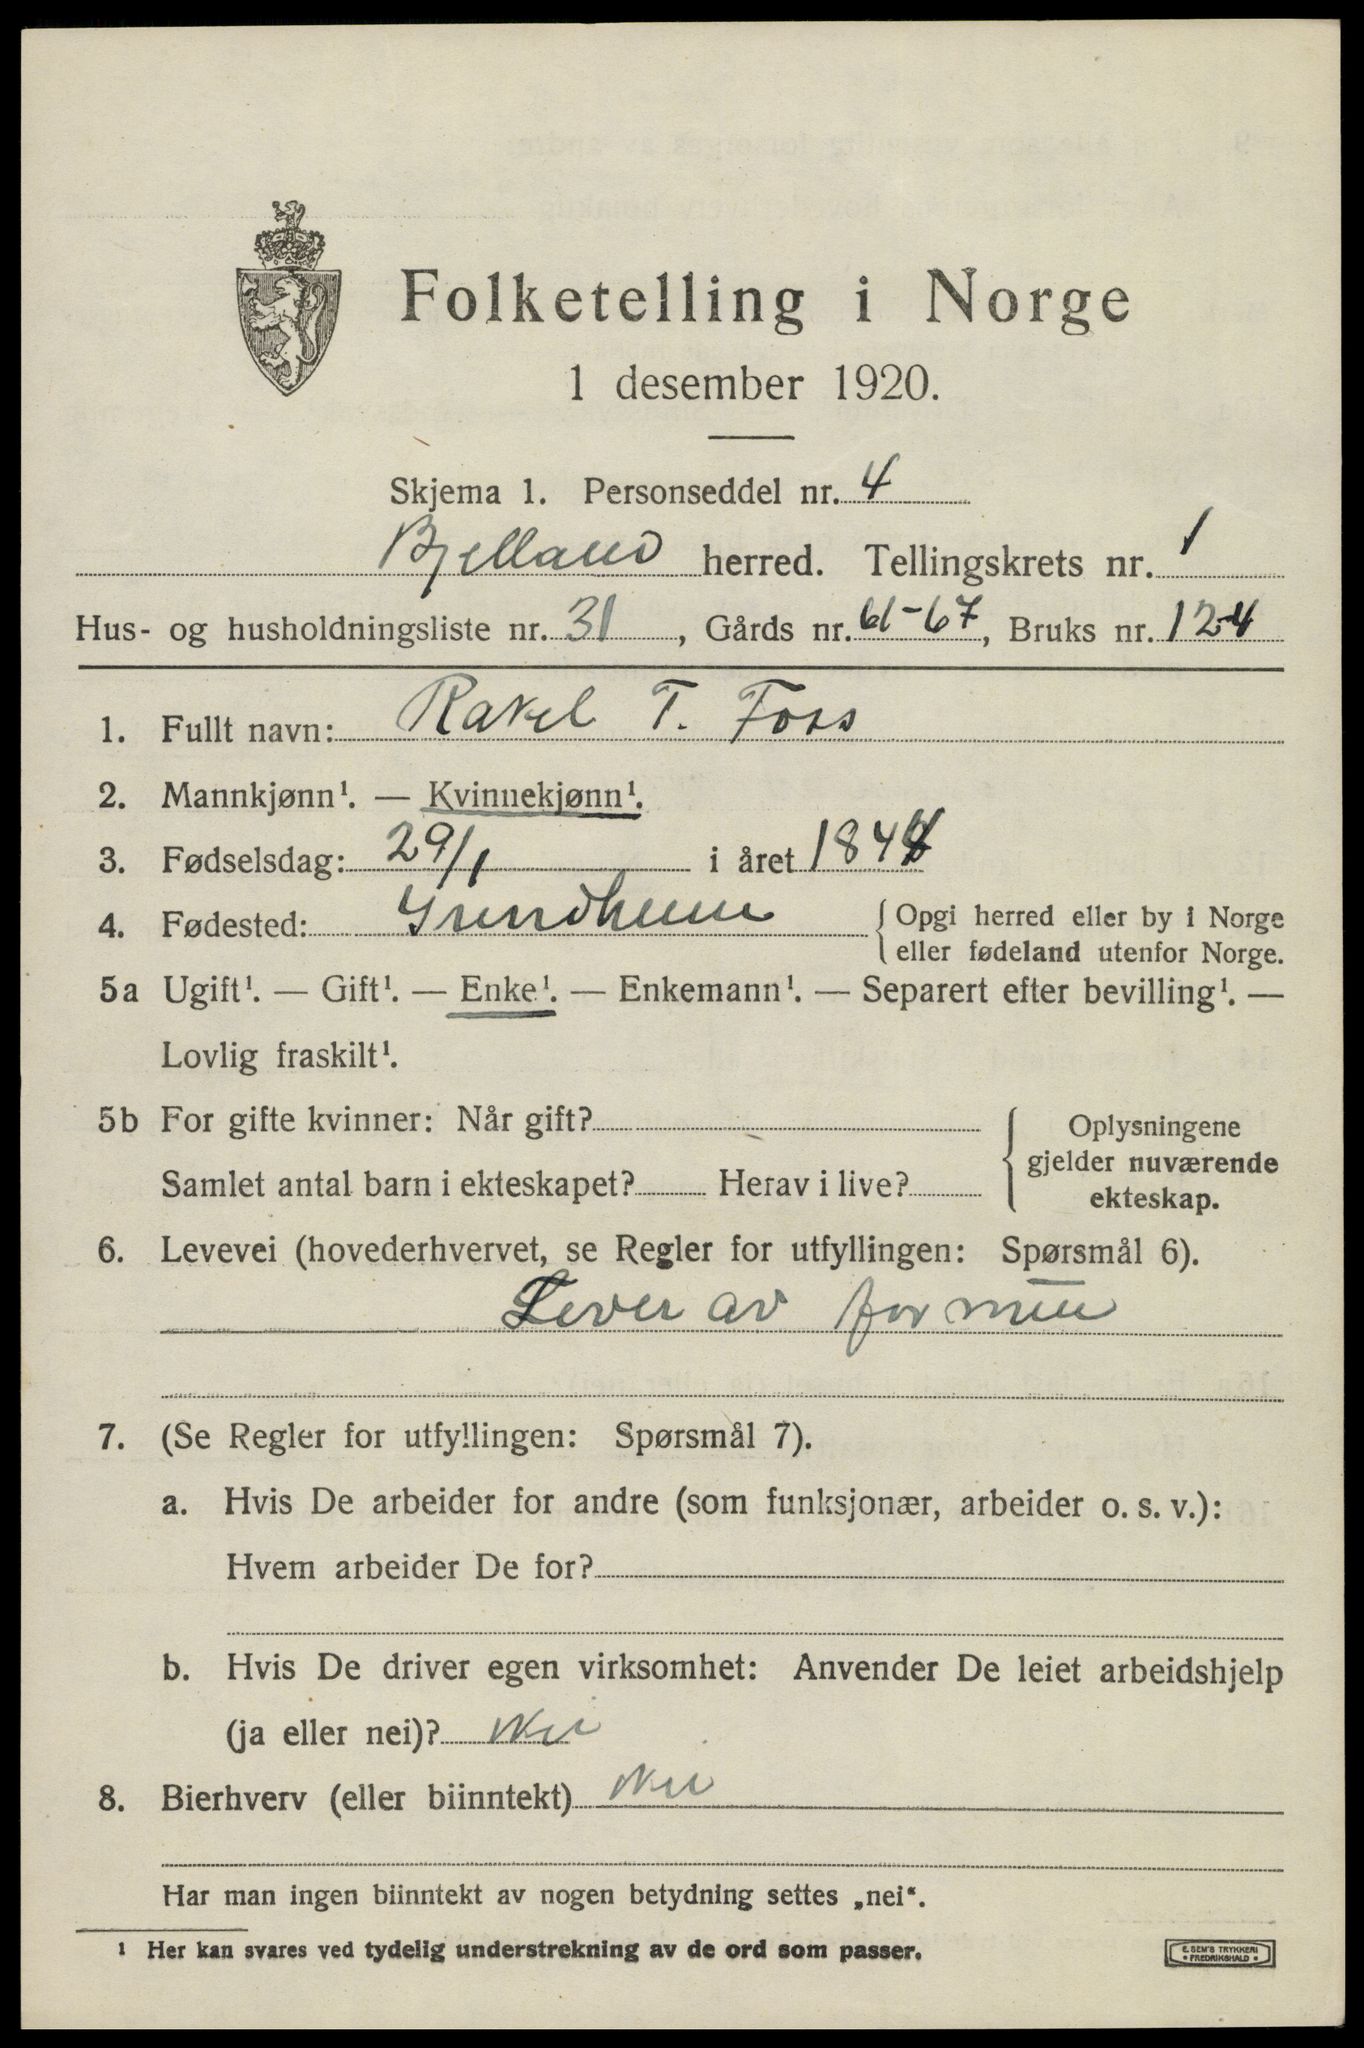 Folketelling i Norge
1 desember 1920.
Skjema 1. Personseddel nr. 4
Bjelland herred. Tellingskrets nr. 1
Hus- og husholdningsliste nr. 31, Gårds nr. 61-67, Bruks nr. 12-4
1. Fullt navn: Rakel T. Foss
2. Mannkjønn¹. — Kvinnekjønn¹.
3. Fødselsdag: 29/1 i året 184
4. Fødested: Grindheim { Opgi herred eller by i Norge
eller fødeland utenfor Norge.
5a Ugift¹. — Gift¹. — Enke¹. — Enkemann¹. — Separert efter bevilling¹. —
Lovlig fraskilt¹.
5b For gifte kvinner: Når gift? { Oplysningene
gjelder nuværende
Samlet antal barn i ekteskapet? Herav i live? ekteskap.
6. Levevei (hovederhvervet, se Regler for utfyllingen: Spørsmål 6).
Lever av formue
7. (Se Regler for utfyllingen: Spørsmål 7).
a. Hvis De arbeider for andre (som funksjonær, arbeider o. s. v.):
Hvem arbeider De for?
b. Hvis De driver egen virksomhet: Anvender De leiet arbeidshjelp
(ja eller nei)? nei
8. Bierhverv (eller biinntekt) nei
Har man ingen biinntekt av nogen betydning settes „nei“.
¹ Her kan svares ved tydelig understrekning av de ord som passer.
E. SEM'S TRYKKERI
• FREDRIKSHALD •